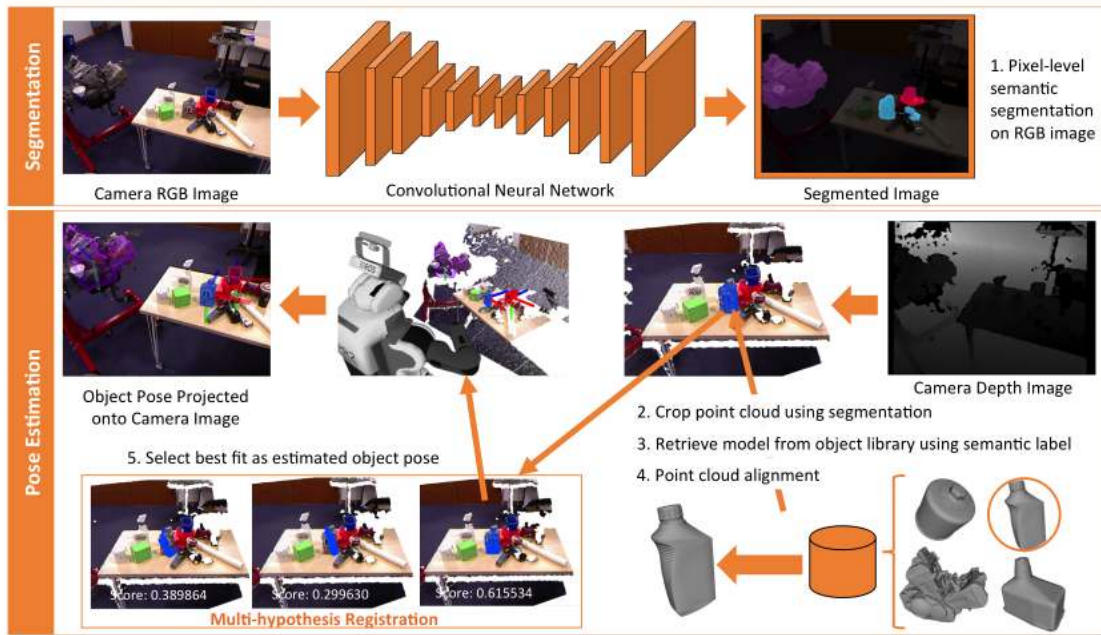 Segmentation
Camera RGB Image
Convolutional Neural Network
Segmented Image
1. Pixel-level
semantic
segmentation
on RGB image
Pose Estimation
Object Pose Projected
onto Camera Image
Camera Depth Image
2. Crop point cloud using segmentation
3. Retrieve model from object library using semantic label
4. Point cloud alignment
5. Select best fit as estimated object pose
Score: 0.389864
Score: 0.299630
Score: 0.615534
Multi-hypothesis Registration